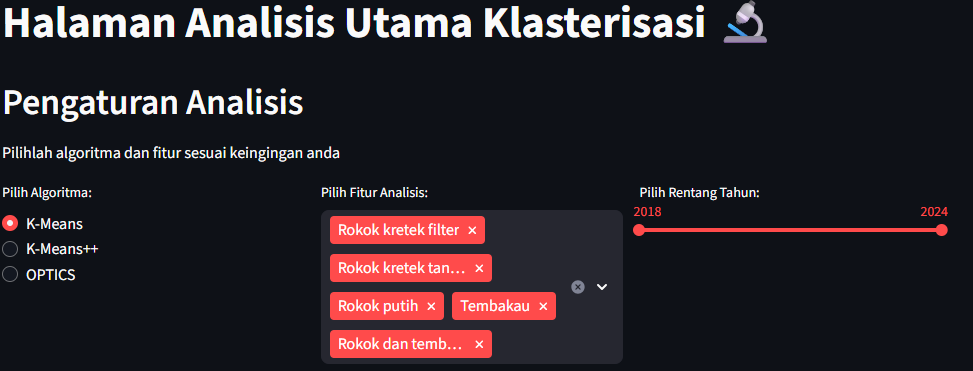 Halaman Analisis Utama Klasterisasi
Pengaturan Analisis
Pilihlah algoritma dan fitur sesuai keingingan anda
Pilih Algoritma:
K-Means
K-Means++
OPTICS
Pilih Fitur Analisis:
Rokok kretek filter ×
Rokok kretek tan... ×
Rokok putih × Tembakau ×
Rokok dan temb... ×
Pilih Rentang Tahun:
2018 2024